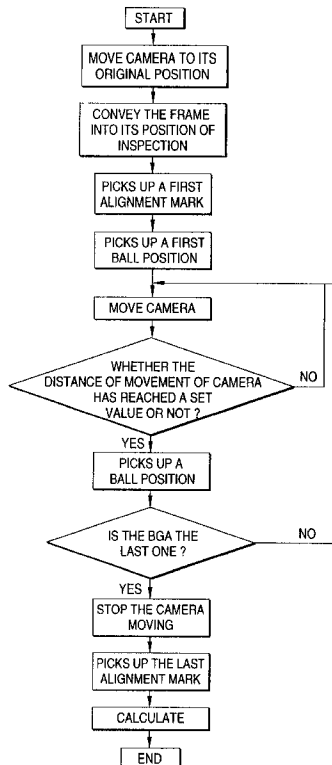 START
MOVE CAMERA TO ITS
ORIGINAL POSITION
CONVEY THE FRAME
INTO ITS POSITION OF
INSPECTION
PICKS UP A FIRST
ALIGNMENT MARK
PICKS UP A FIRST
BALL POSITION
MOVE CAMERA
WHETHER THE
DISTANCE OF MOVEMENT OF CAMERA
HAS REACHED A SET
VALUE OR NOT ?
NO
YES
PICKS UP A
BALL POSITION
IS THE BGA THE
LAST ONE ?
NO
YES
STOP THE CAMERA
MOVING
PICKS UP THE LAST
ALIGNMENT MARK
CALCULATE
END